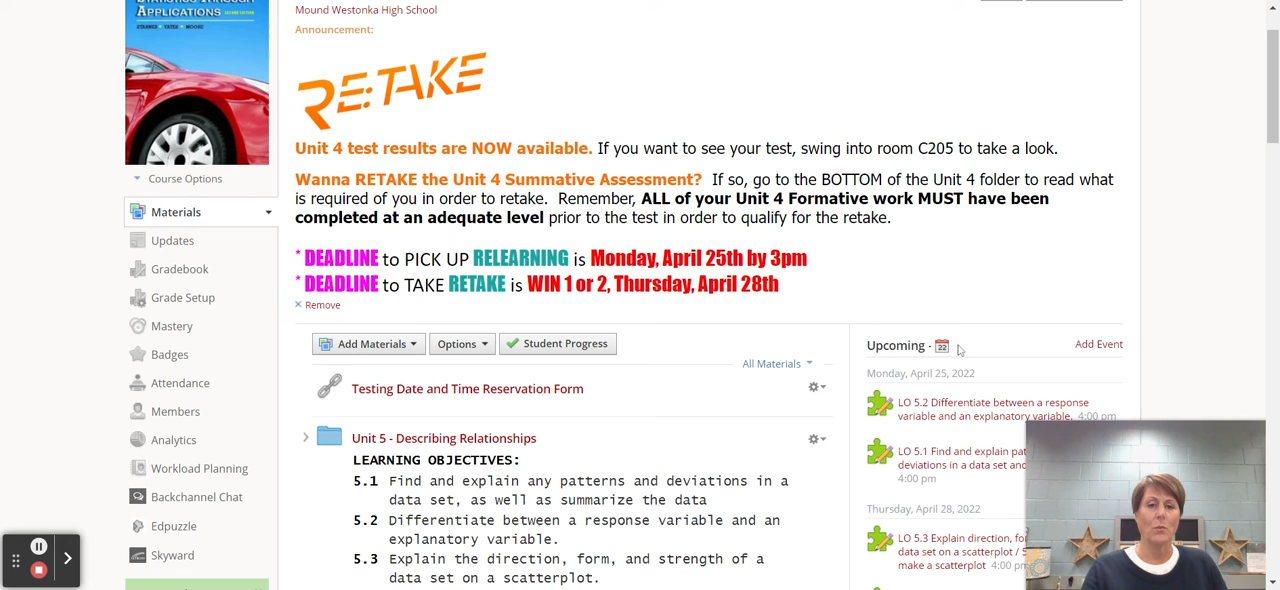 APPLICATIONS
STARNES • YATES • MOORE
Mound Westonka High School
Announcement:
RE:TAKE
Unit 4 test results are NOW available. If you want to see your test, swing into room C205 to take a look.
Wanna RETAKE the Unit 4 Summative Assessment? If so, go to the BOTTOM of the Unit 4 folder to read what
is required of you in order to retake. Remember, ALL of your Unit 4 Formative work MUST have been
completed at an adequate level prior to the test in order to qualify for the retake.
* DEADLINE to PICK UP RELEARNING is Monday, April 25th by 3pm
* DEADLINE to TAKE RETAKE is WIN 1 or 2, Thursday, April 28th
Remove
Course Options
Materials
Updates
Gradebook
Grade Setup
Mastery
Badges
Attendance
Members
Analytics
Workload Planning
Backchannel Chat
Edpuzzle
Skyward
Add Materials
Options
Student Progress
All Materials
Testing Date and Time Reservation Form
Unit 5 - Describing Relationships
LEARNING OBJECTIVES:
5.1 Find and explain any patterns and deviations in a
data set, as well as summarize the data
5.2 Differentiate between a response variable and an
explanatory variable.
5.3 Explain the direction, form, and strength of a
data set on a scatterplot.
Upcoming · 22
Add Event
Monday, April 25, 2022
LO 5.2 Differentiate between a response
variable and an explanatory variable. 4:00 pm
LO 5.1 Find and explain pat
deviations in a data set and
4:00 pm
Thursday, April 28, 2022
LO 5.3 Explain direction, fo
data set on a scatterplot / 5
make a scatterplot 4:00 p